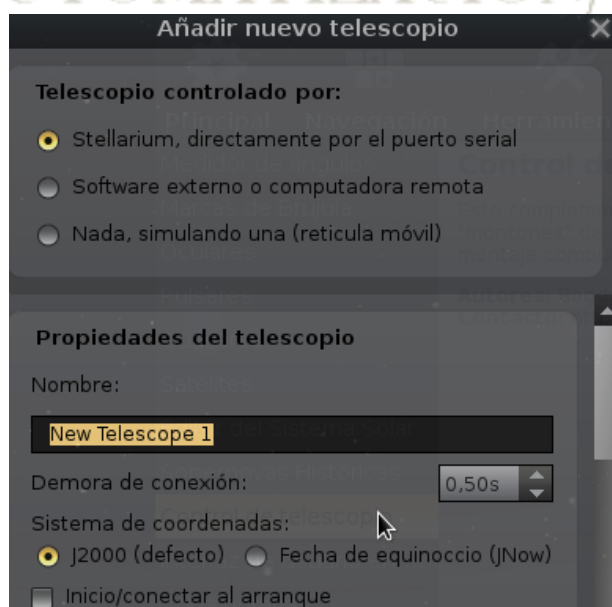 Añadir nuevo telescopio
Telescopio controlado por:
Stellarium, directamente por el puerto serial
Software externo o computadora remota
Nada, simulando una (reticula móvil)
Propiedades del telescopio
Nombre:
New Telescope 1
Demora de conexión:
0,50s
Sistema de coordenadas:
J2000 (defecto)
Fecha de equinoccio (JNow)
Inicio/conectar al arranque